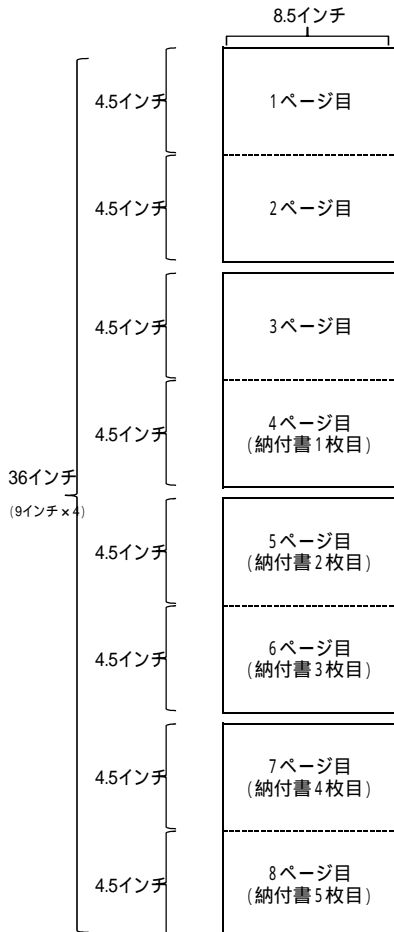 8.5インチ
4.5インチ
1ページ目
4.5インチ
2ページ目
4.5インチ
3ページ目
4.5インチ
4ページ目
(納付書1枚目)
36インチ
(9インチ×4)
4.5インチ
5ページ目
(納付書2枚目)
4.5インチ
6ページ目
(納付書3枚目)
4.5インチ
7ページ目
(納付書4枚目)
4.5インチ
8ページ目
(納付書5枚目)